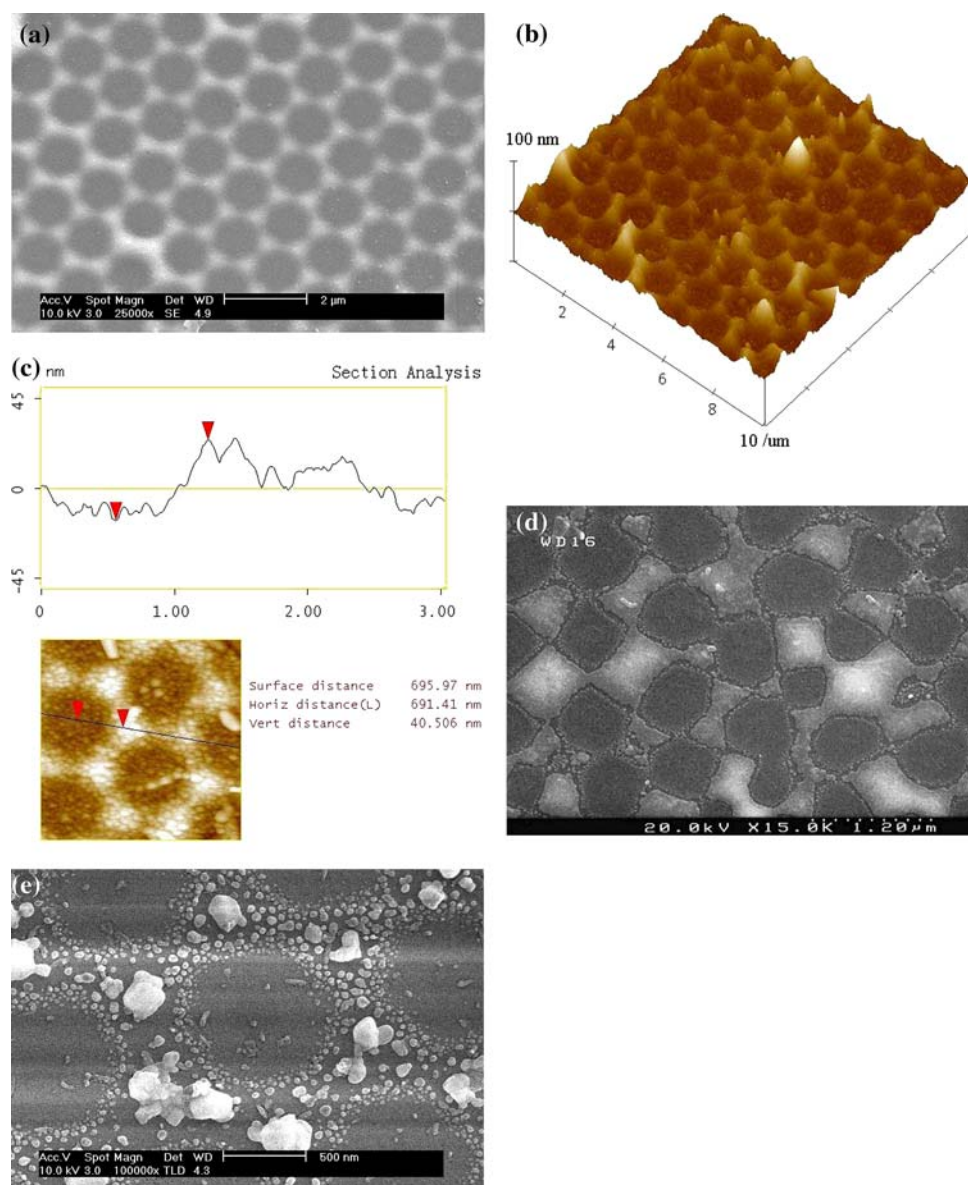 (a)
Acc.V Spot Magn Det WD 2 µm
10.0 kV 3.0 25000x SE 4.9
(b)
100 nm
2
4
6
8
10 /um
(c) nm Section Analysis
45
0
-45
0 1.00 2.00 3.00
Surface distance 695.97 nm
Horiz distance(L) 691.41 nm
Vert distance 40.506 nm
(d)
WD16
20.0kV X15.0K 1.20µm
(e)
Acc.V Spot Magn Det WD 500 nm
10.0 kV 3.0 100000x TLD 4.3